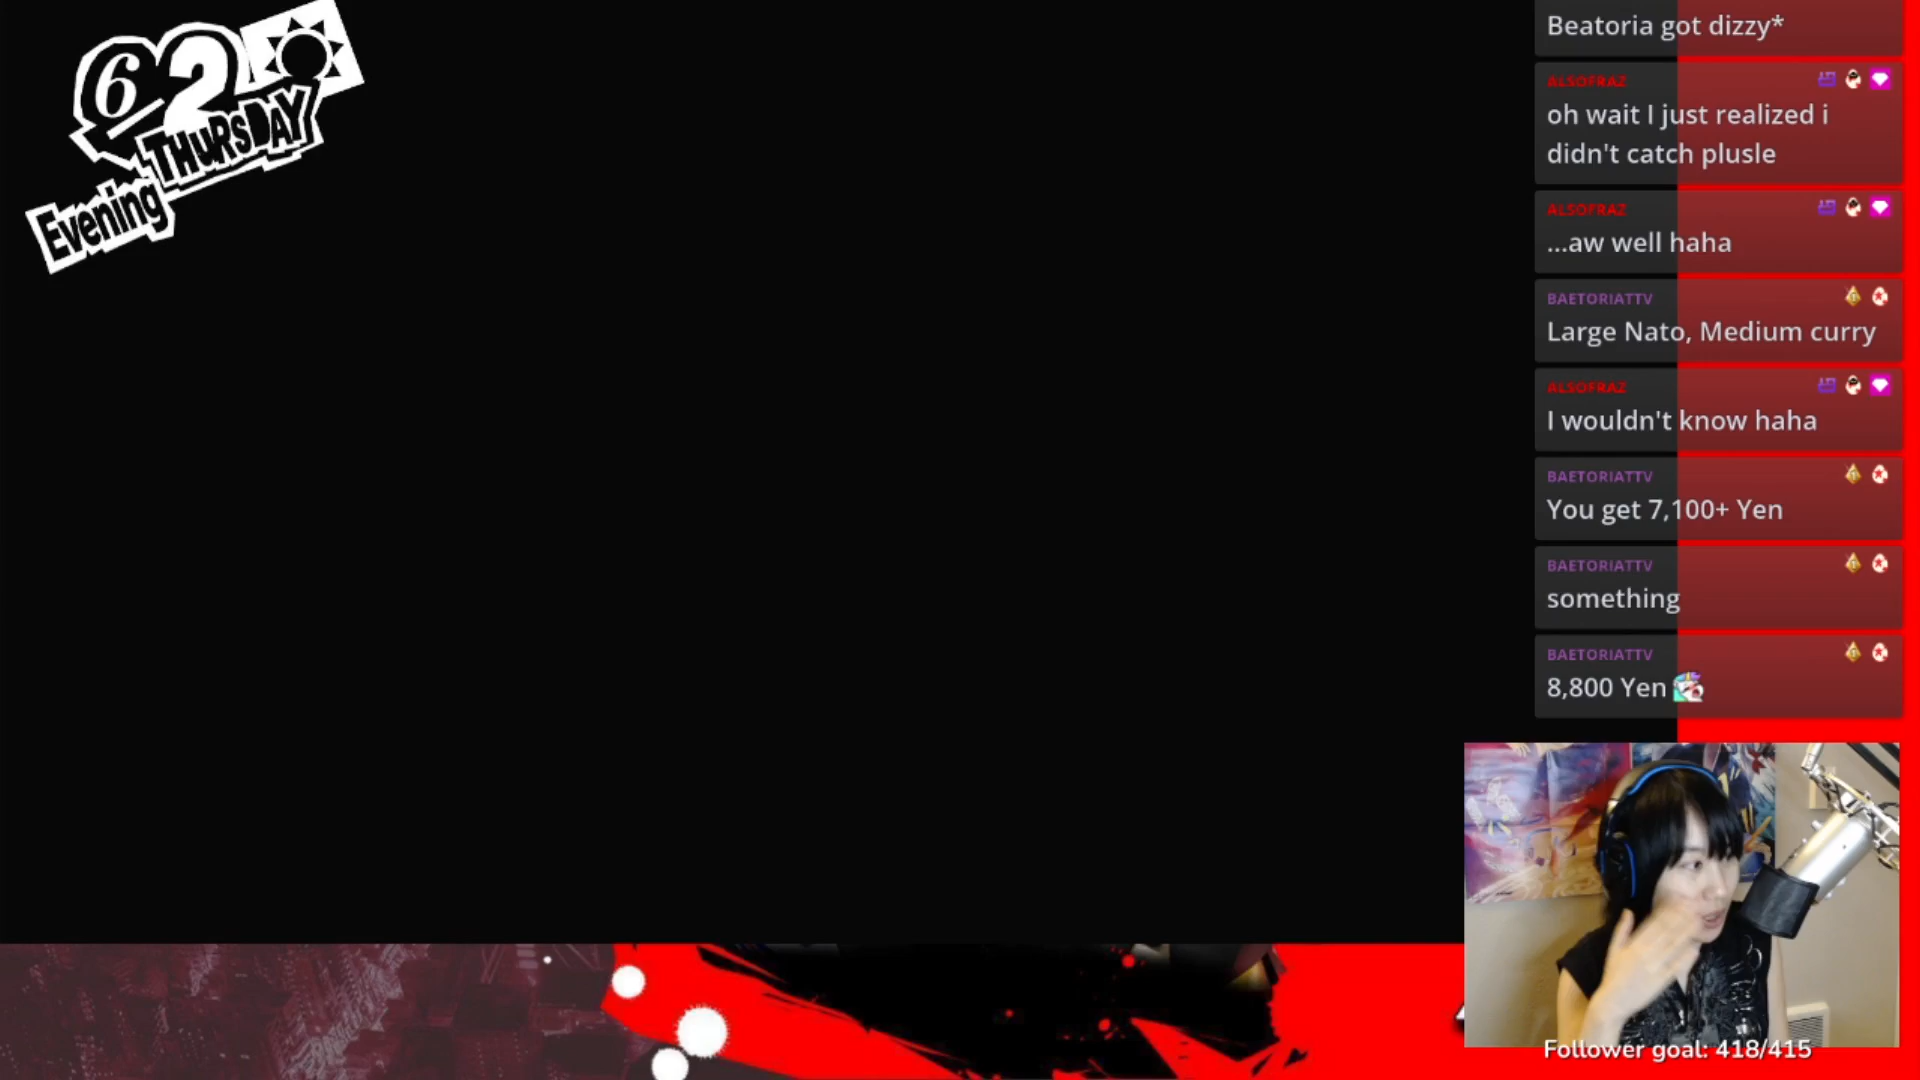 6/2
THURSDAY
Evening
Beatoria got dizzy*
ALSOFRAZ
oh wait I just realized i
didn't catch plusle
ALSOFRAZ
...aw well haha
BAETORIATTV
Large Nato, Medium curry
ALSOFRAZ
I wouldn't know haha
BAETORIATTV
You get 7,100+ Yen
BAETORIATTV
something
BAETORIATTV
8,800 Yen
Follower goal: 418/415